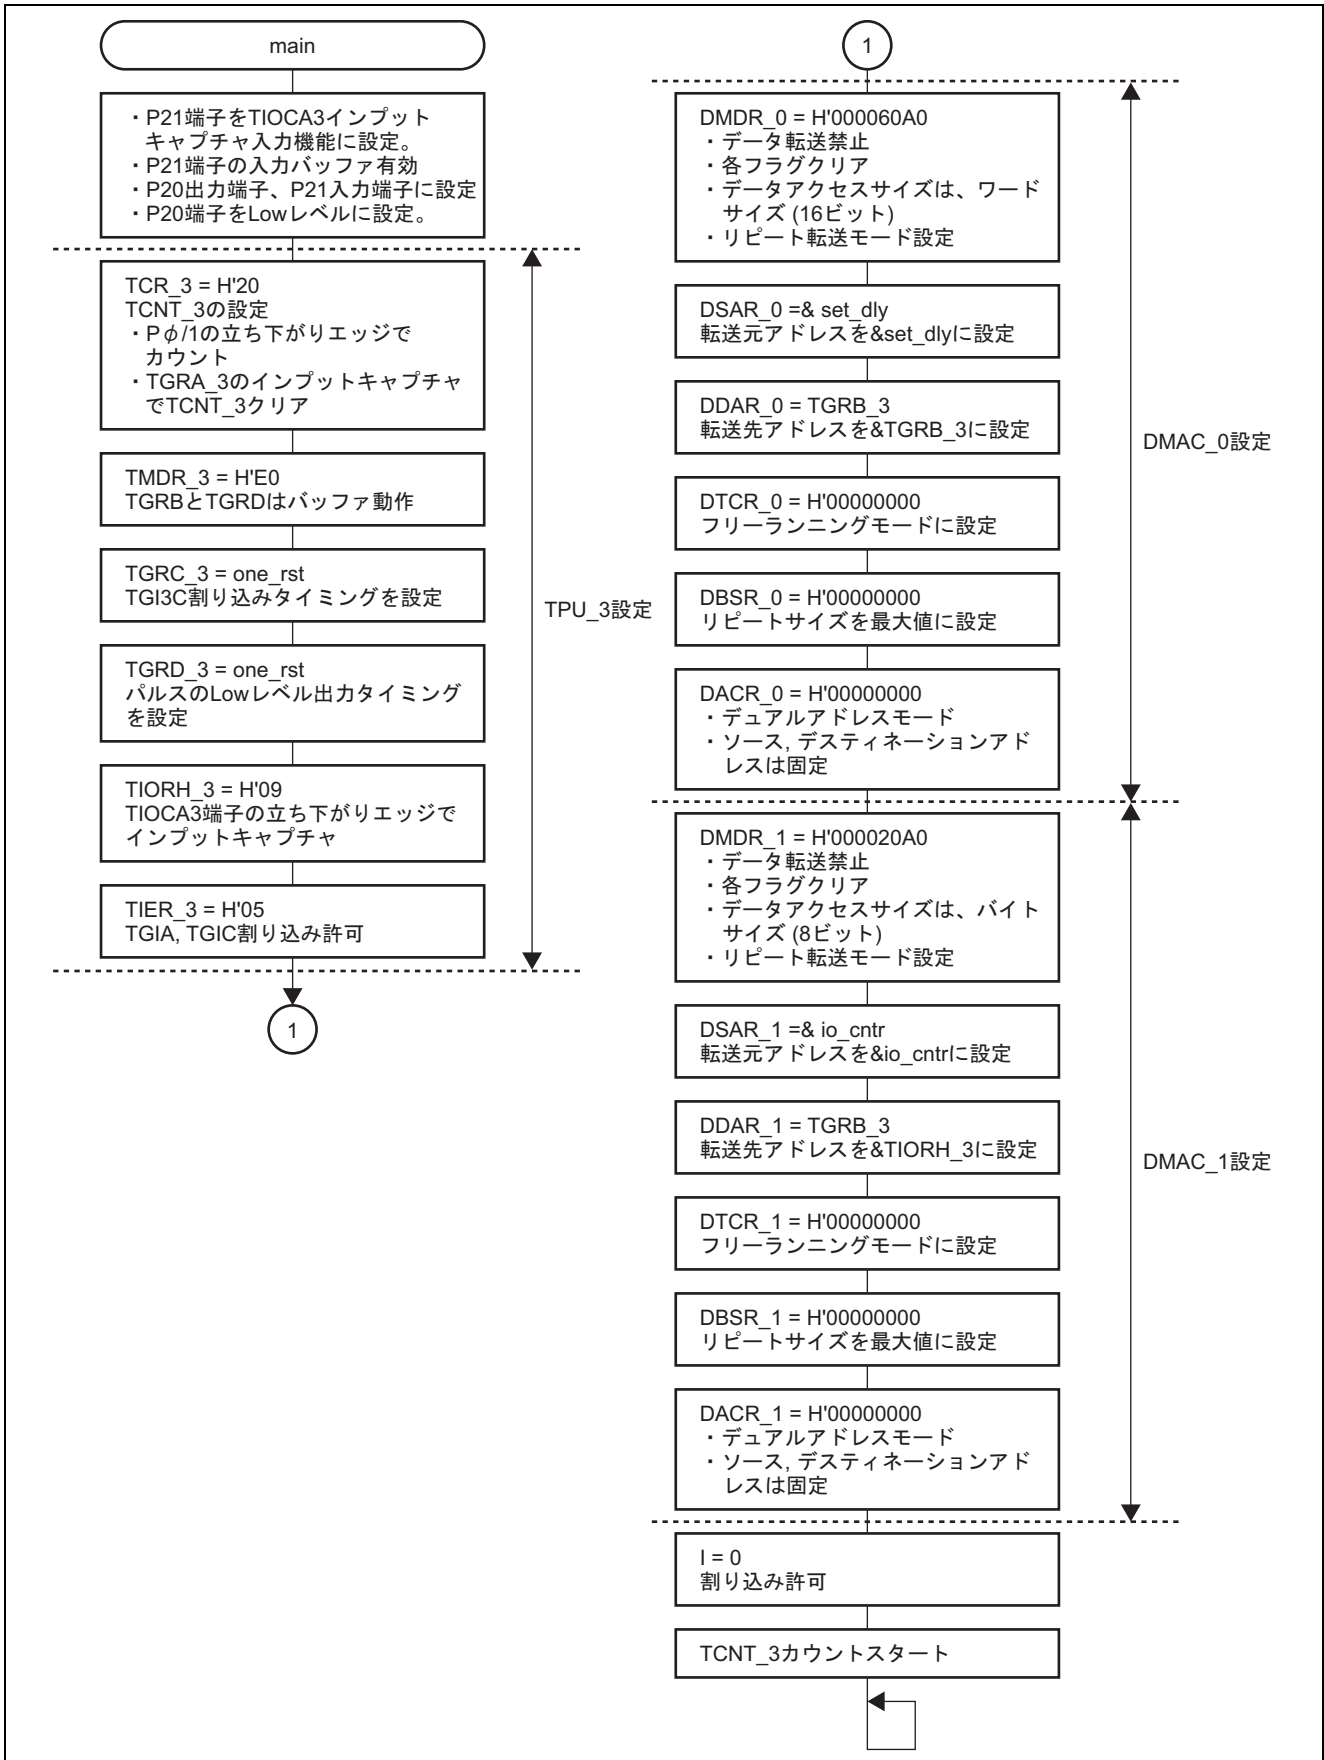 main
・P21端子をTIOCA3インプット
キャプチャ入力機能に設定。
・P21端子の入力バッファ有効
・P20出力端子、P21入力端子に設定
・P20端子をLowレベルに設定。
TCR_3 = H'20
TCNT_3の設定
・Pφ/1の立ち下がりエッジで
カウント
・TGRA_3のインプットキャプチャ
でTCNT_3クリア
TMDR_3 = H'E0
TGRBとTGRDはバッファ動作
TGRC_3 = one_rst
TGI3C割り込みタイミングを設定
TPU_3設定
TGRD_3 = one_rst
パルスのLowレベル出力タイミング
を設定
TIORH_3 = H'09
TIOCA3端子の立ち下がりエッジで
インプットキャプチャ
TIER_3 = H'05
TGIA, TGIC割り込み許可
1
1
DMDR_0 = H'000060A0
・データ転送禁止
・各フラグクリア
・データアクセスサイズは、ワード
サイズ (16ビット)
・リピート転送モード設定
DSAR_0 =& set_dly
転送元アドレスを&set_dlyに設定
DDAR_0 = TGRB_3
転送先アドレスを&TGRB_3に設定
DMAC_0設定
DTCR_0 = H'00000000
フリーランニングモードに設定
DBSR_0 = H'00000000
リピートサイズを最大値に設定
DACR_0 = H'00000000
・デュアルアドレスモード
・ソース, デスティネーションアド
レスは固定
DMDR_1 = H'000020A0
・データ転送禁止
・各フラグクリア
・データアクセスサイズは、バイト
サイズ (8ビット)
・リピート転送モード設定
DSAR_1 =& io_cntr
転送元アドレスを&io_cntrに設定
DDAR_1 = TGRB_3
転送先アドレスを&TIORH_3に設定
DMAC_1設定
DTCR_1 = H'00000000
フリーランニングモードに設定
DBSR_1 = H'00000000
リピートサイズを最大値に設定
DACR_1 = H'00000000
・デュアルアドレスモード
・ソース, デスティネーションアド
レスは固定
I = 0
割り込み許可
TCNT_3カウントスタート